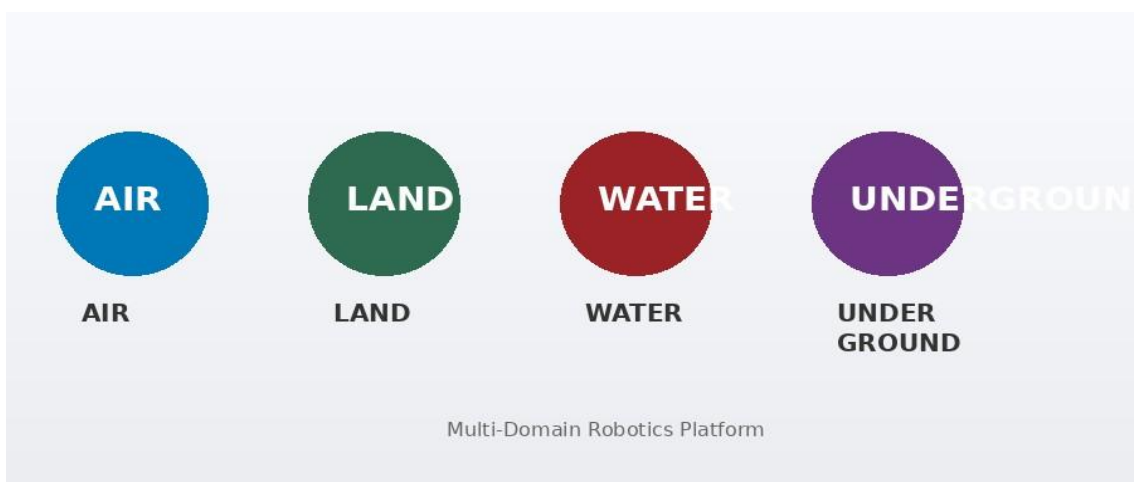 AIR
LAND
WATER
UNDERGROUN
AIR
LAND
WATER
UNDER
GROUND
Multi-Domain Robotics Platform